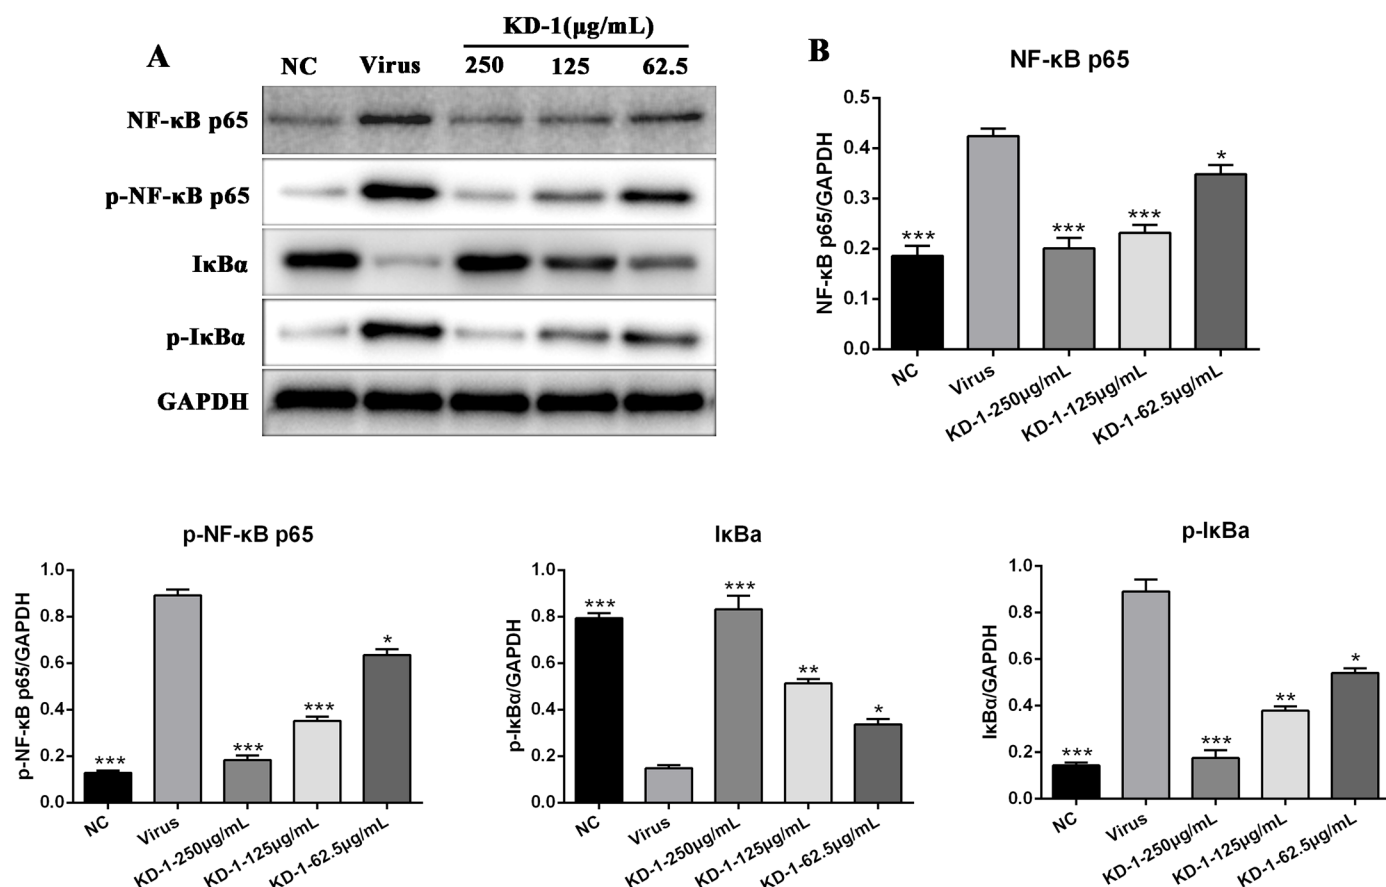 A
KD-1(μg/mL)
NC Virus 250 125 62.5
NF-κB p65
p-NF-κB p65
IκBα
p-IκBα
GAPDH
B
NF-κB p65
NF-κB p65/GAPDH
0.5
0.4
0.3
0.2
0.1
0.0
***
***
***
*
NC
Virus
KD-1-250μg/mL
KD-1-125μg/mL
KD-1-62.5μg/mL
p-NF-κB p65
p-NF-κB p65/GAPDH
1.0
0.8
0.6
0.4
0.2
0.0
***
***
***
*
NC
Virus
KD-1-250μg/mL
KD-1-125μg/mL
KD-1-62.5μg/mL
IκBa
p-IκBα/GAPDH
1.0
0.8
0.6
0.4
0.2
0.0
***
***
**
*
NC
Virus
KD-1-250μg/mL
KD-1-125μg/mL
KD-1-62.5μg/mL
p-IκBa
IκBα/GAPDH
1.0
0.8
0.6
0.4
0.2
0.0
***
***
**
*
NC
Virus
KD-1-250μg/mL
KD-1-125μg/mL
KD-1-62.5μg/mL